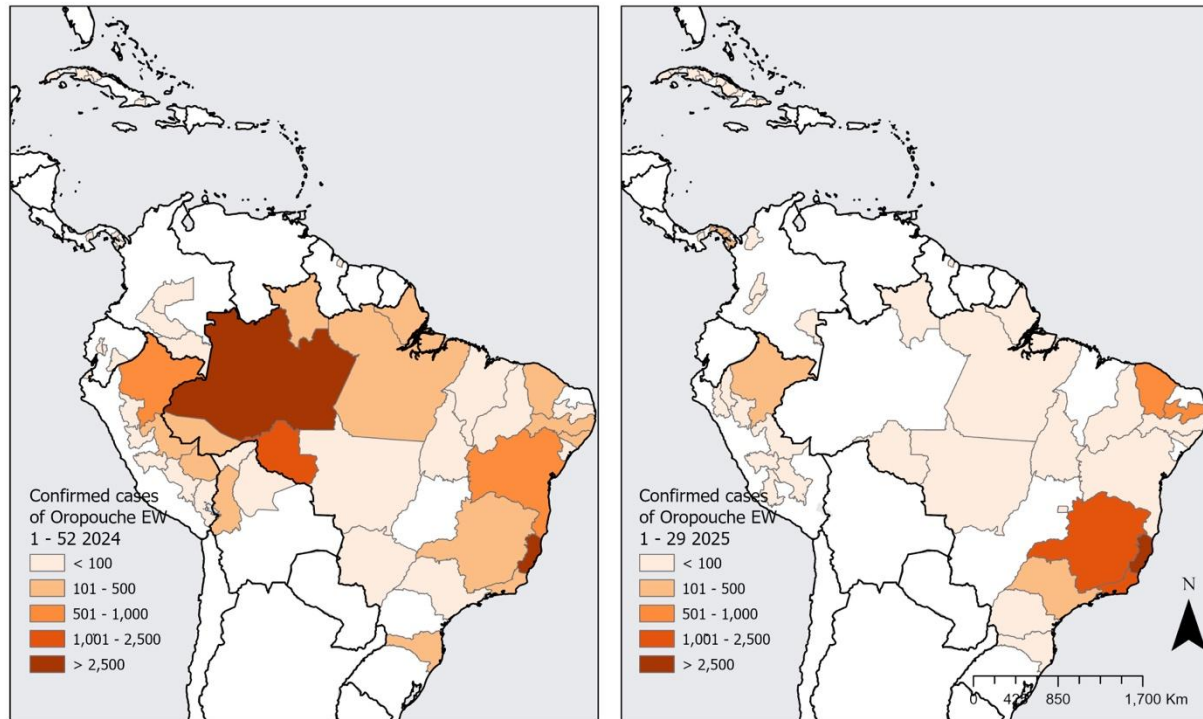 Confirmed cases
of Oropouche EW
1 - 52 2024
< 100
101 - 500
501 - 1,000
1,001 - 2,500
> 2,500
Confirmed cases
of Oropouche EW
1 - 29 2025
< 100
101 - 500
501 - 1,000
1,001 - 2,500
> 2,500
N
0 425 850 1,700 Km